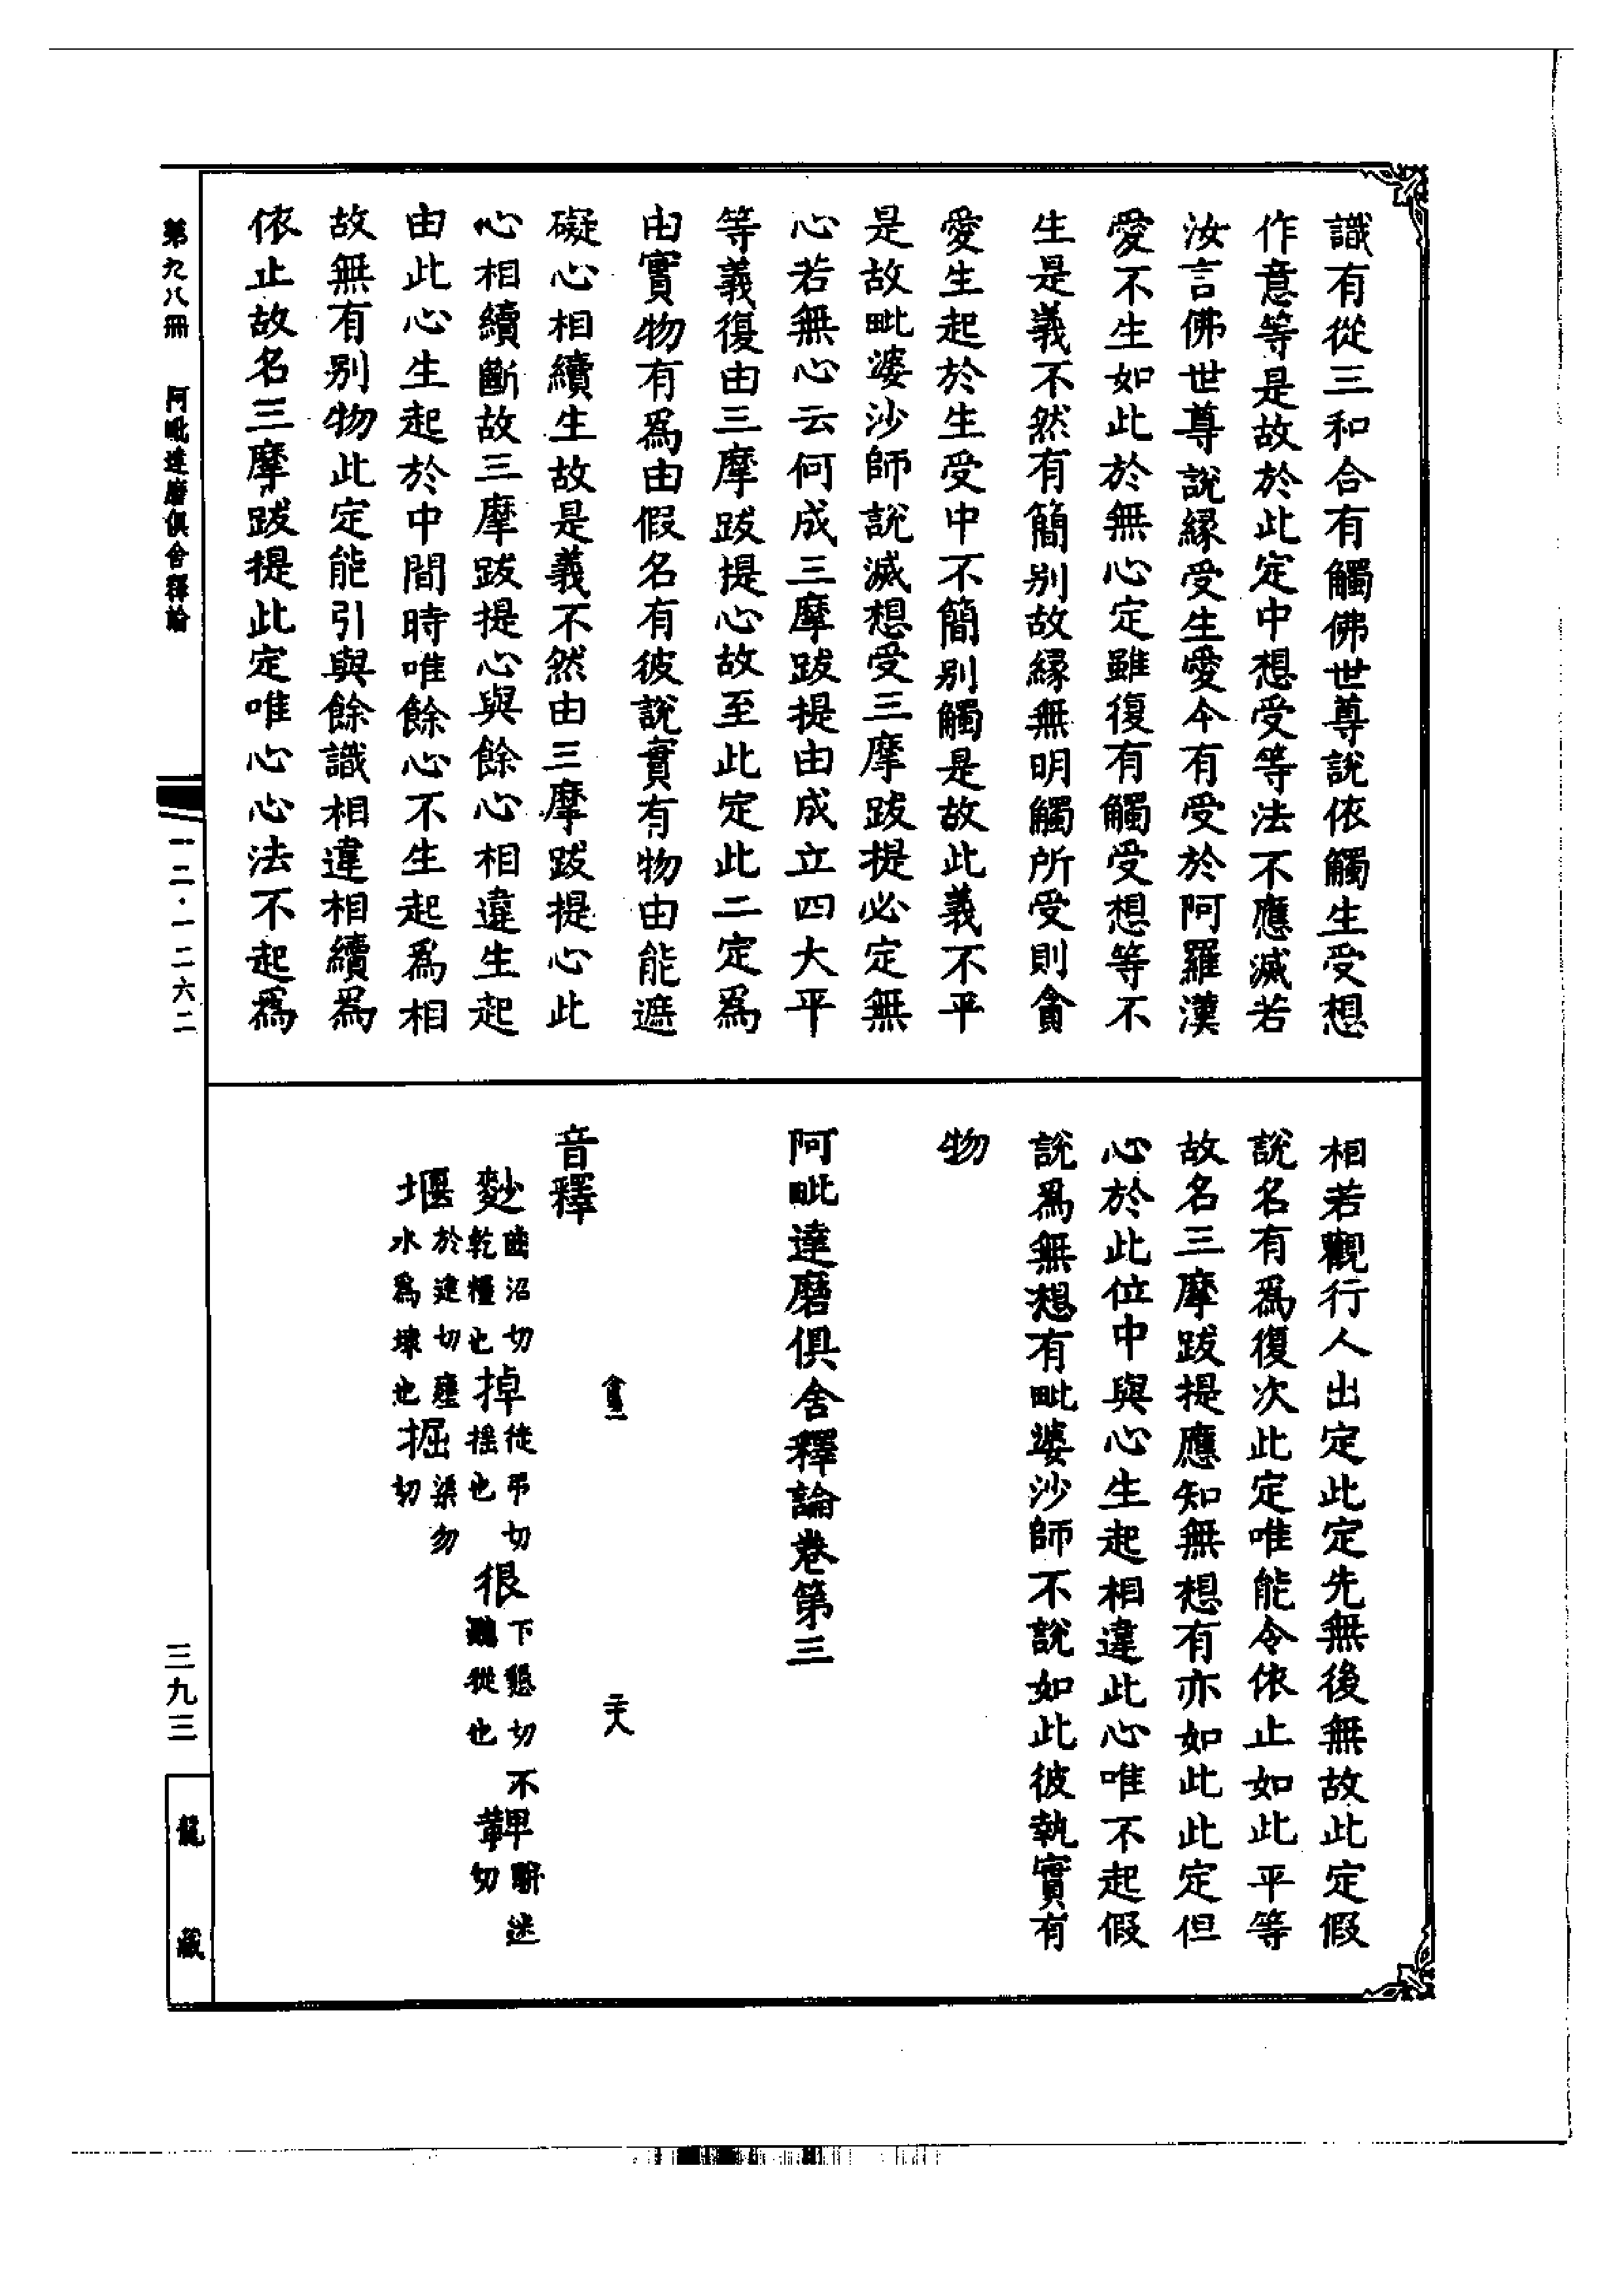 識有從三和合有觸佛世尊說依觸生受想
作意等是故於此定中想受等法不應滅若
汝言佛世尊說縁受生愛今有受於阿羅漢
愛不生如此於無心定雖復有觸受想等不
生是義不然有簡别故縁無明觸所受則貪
愛生起於生受中不簡别觸是故此義不平
是故毗婆沙師說滅想受三摩跋提必定無
心若無心云何成三摩跋提由成立四大平
等義復由三摩跋提心故至此定此二定為
由實物有為由假名有彼說實有物由能遮
礙心相續生故是義不然由三摩跋提心此
心相續斷故三摩跋提心與餘心相違生起
由此心生起於中間時唯餘心不生起為相
故無有别物此定能引與餘識相違相續為
依止故名三摩跋提此定唯心心法不起為
相若觀行人出定此定先無後無故此定假
說名有為復次此定唯能令依止如此平等
故名三摩跋提應知無想有亦如此此定但
心於此位中與心生起相違此心唯不起假
說為無想有毗婆沙師不說如此彼執實有
物
阿毗達磨俱舍釋論卷第三
音釋
麨齒沼切乾糧也掉徒弔切摇也很下懇切不聽從也鞞駢迷切
堰於建切壅水為埭也掘渠勿切
第九八冊 阿毗達磨俱舍釋論
一二·一二六二
三九三
龍藏